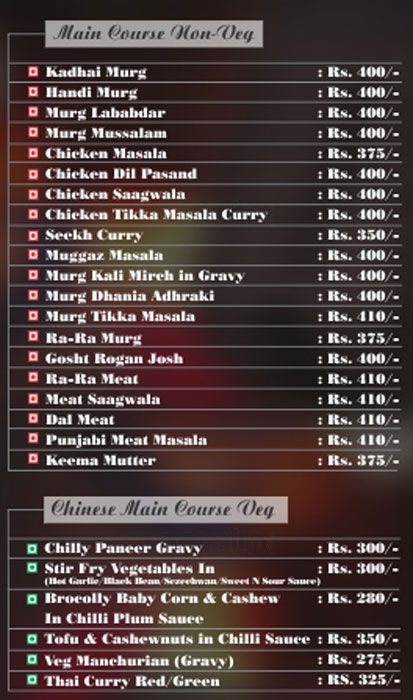 Main Course Non-Veg
Kadhai Murg : Rs. 400/-
Handi Murg : Rs. 400/-
Murg Lababdar : Rs. 400/-
Murg Mussalam : Rs. 400/-
Chicken Masala : Rs. 375/-
Chicken Dil Pasand : Rs. 400/-
Chicken Saagwala : Rs. 400/-
Chicken Tikka Masala Curry : Rs. 400/-
Seekh Curry : Rs. 350/-
Muggaz Masala : Rs. 400/-
Murg Kali Mirch in Gravy : Rs. 400/-
Murg Dhania Adhraki : Rs. 400/-
Murg Tikka Masala : Rs. 410/-
Ra-Ra Murg : Rs. 375/-
Gosht Rogan Josh : Rs. 400/-
Ra-Ra Meat : Rs. 410/-
Meat Saagwala : Rs. 410/-
Dal Meat : Rs. 410/-
Punjabi Meat Masala : Rs. 410/-
Keema Mutter : Rs. 375/-
Chinese Main Course Veg
Chilly Paneer Gravy : Rs. 300/-
Stir Fry Vegetables In : Rs. 300/-
(Hot Garlic/Black Bean/Sezechwan/Sweet N Sour Sauce)
Brocolly Baby Corn & Cashew : Rs. 280/-
In Chilli Plum Sauce
Tofu & Cashewnuts in Chilli Sauce : Rs. 350/-
Veg Manchurian (Gravy) : Rs. 275/-
Thai Curry Red/Green : RS. 325/-